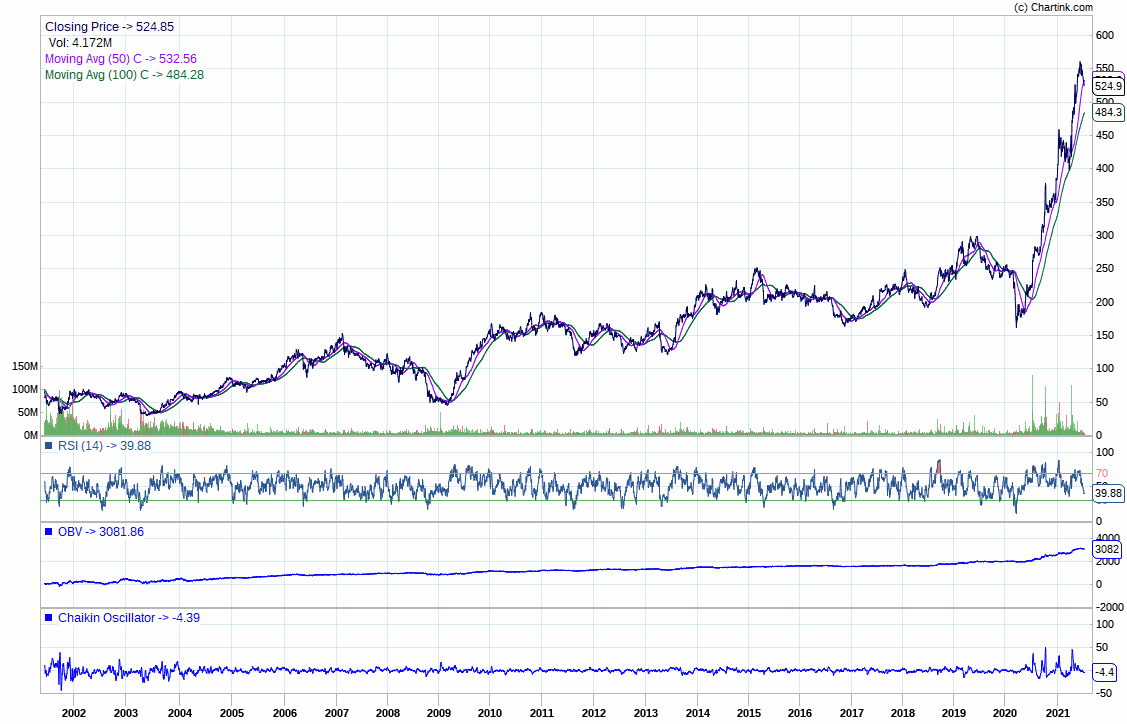 (c) Chartink.com
Closing Price -> 524.85
Vol: 4.172M
Moving Avg (50) C -> 532.56
Moving Avg (100) C -> 484.28
600
550
524.9
500
484.3
450
400
350
300
250
200
150
100
50
0
150M
100M
50M
0M
RSI (14) -> 39.88
100
70
39.88
0
OBV -> 3081.86
4000
3082
2000
0
-2000
Chaikin Oscillator -> -4.39
100
50
-4.4
-50
2002 2003 2004 2005 2006 2007 2008 2009 2010 2011 2012 2013 2014 2015 2016 2017 2018 2019 2020 2021